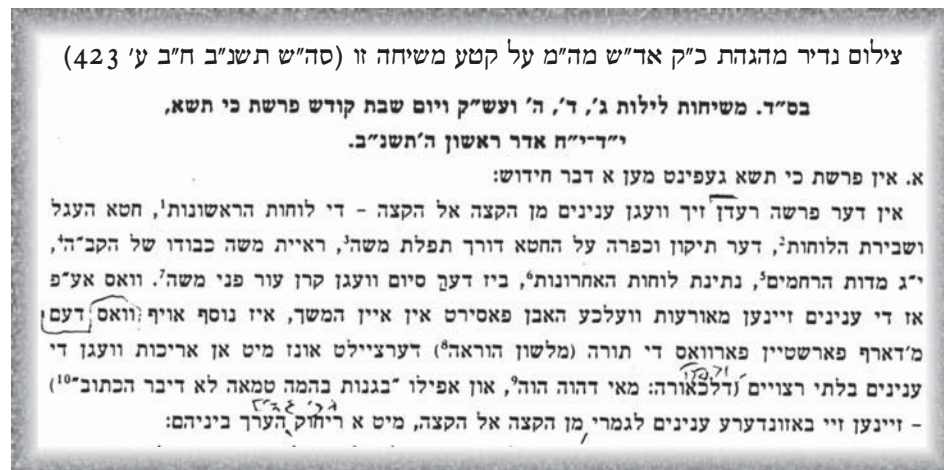 צילום נדיר מהגהת כ״ק אד״ש מה״מ על קטע משיחה זו (סה״ש תשנ״ב ח״ב ע׳ 423)
בס״ד. משיחות לילות ג׳, ד׳, ה׳ ועש״ק ויום שבת קודש פרשת כי תשא,
י״ד־י״ח אדר ראשון ה׳תשנ״ב.
א. אין פרשת כי תשא געפינט מען א דבר חידוש:
אין דער פרשה רעדן זיך וועגן ענינים מן הקצה אל הקצה – די לוחות הראשונות¹, חטא העגל
ושבירת הלוחות², דער תיקון וכפרה על החטא דורך תפלת משה³, ראיית משה כבודו של הקב״ה⁴,
י״ג מדות הרחמים⁵, נתינת לוחות האחרונות⁶, ביז דער סיום וועגן קרן עור פני משה⁷. וואס אע״פ
אז די ענינים זיינען מאורעות וועלכע האבן פאסירט אין איין המשך, איז נוסף אויף וואס דעם
מ׳דארף פארשטיין פארוואס די תורה (מלשון הוראה⁸) דערציילט אונז מיט אן אריכות וועגן די
ענינים בלתי רצויים (דלכאורה: מאי דהוה הוה⁹, און אפילו ״בגנות בהמה טמאה לא דיבר הכתוב״¹⁰)
– זיינען זיי באזונדערע ענינים לגמרי מן הקצה אל הקצה, מיט א ריחוק הערך ביניהם: